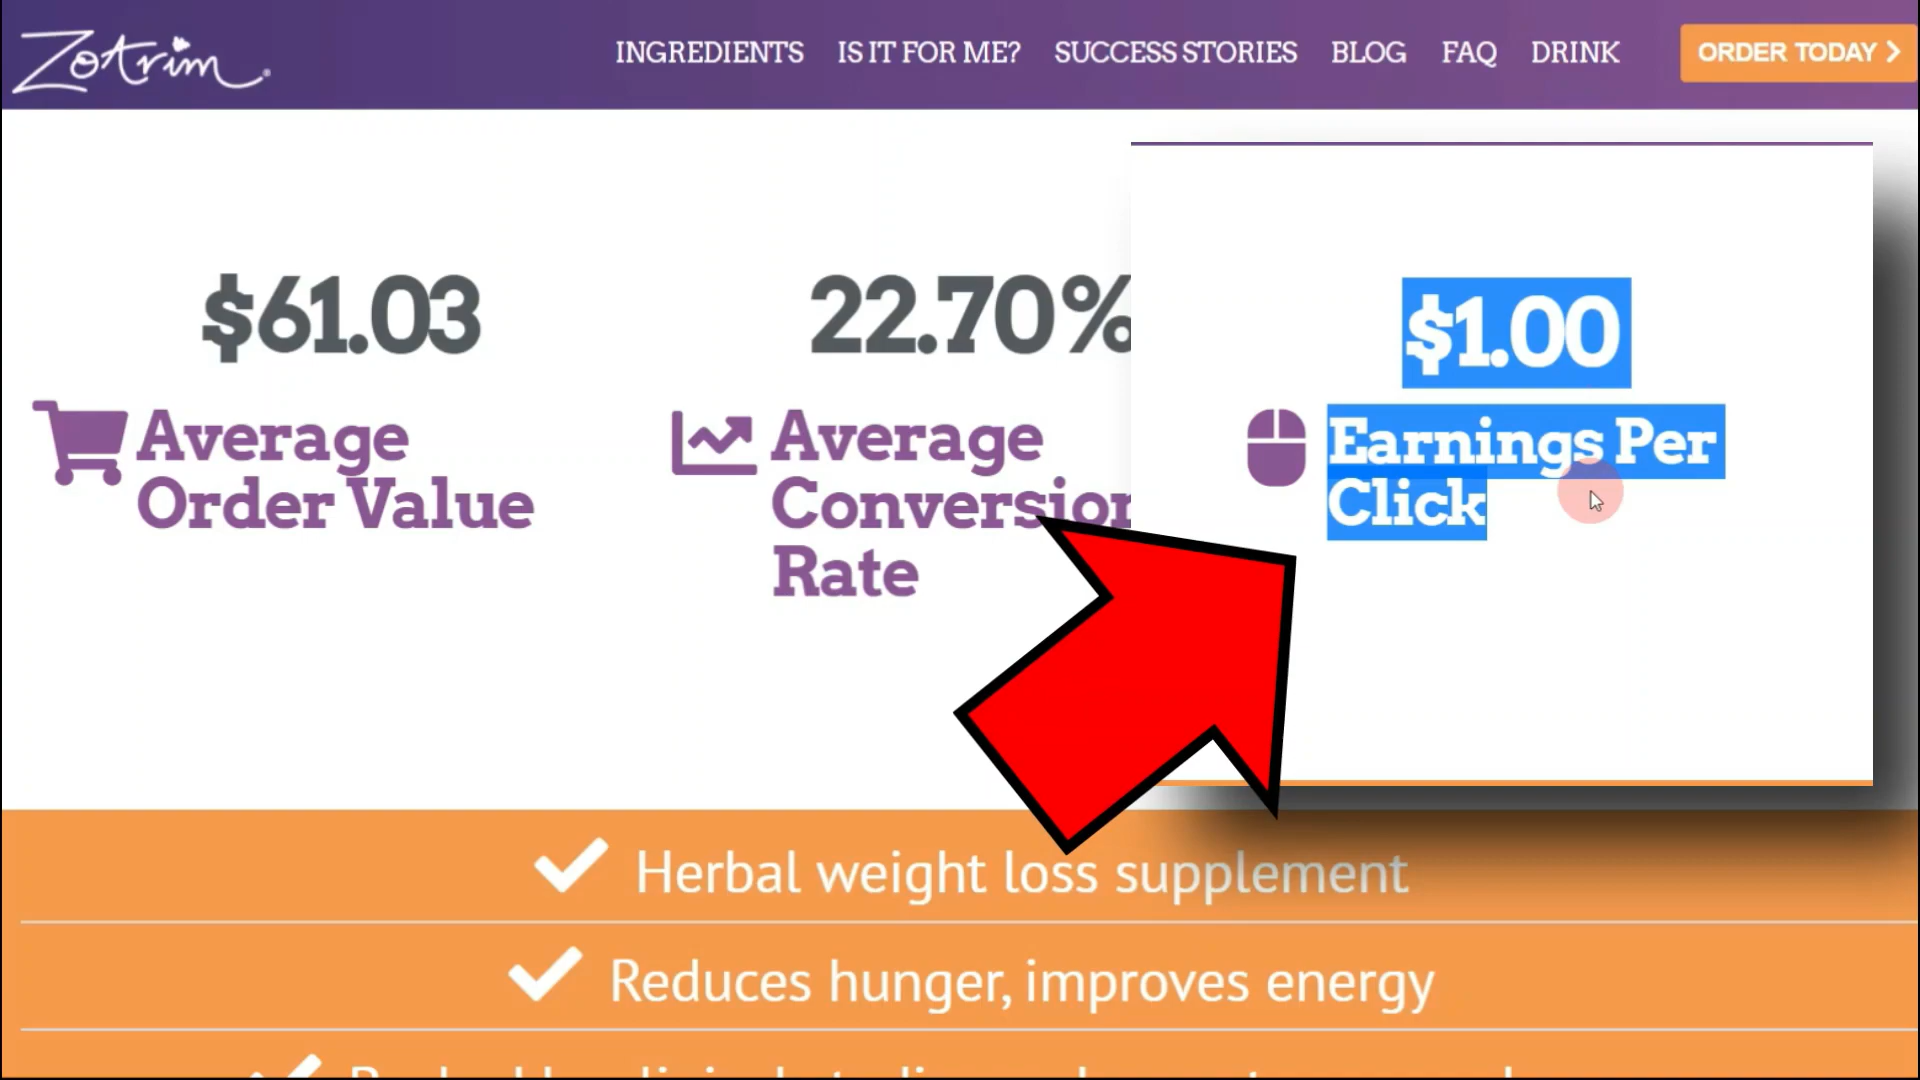 Zotrim
INGREDIENTS IS IT FOR ME? SUCCESS STORIES BLOG FAQ DRINK ORDER TODAY
$61.03
Average
Order Value
22.70%
Average
Conversion
Rate
$1.00
Earnings Per
Click
Herbal weight loss supplement
Reduces hunger, improves energy